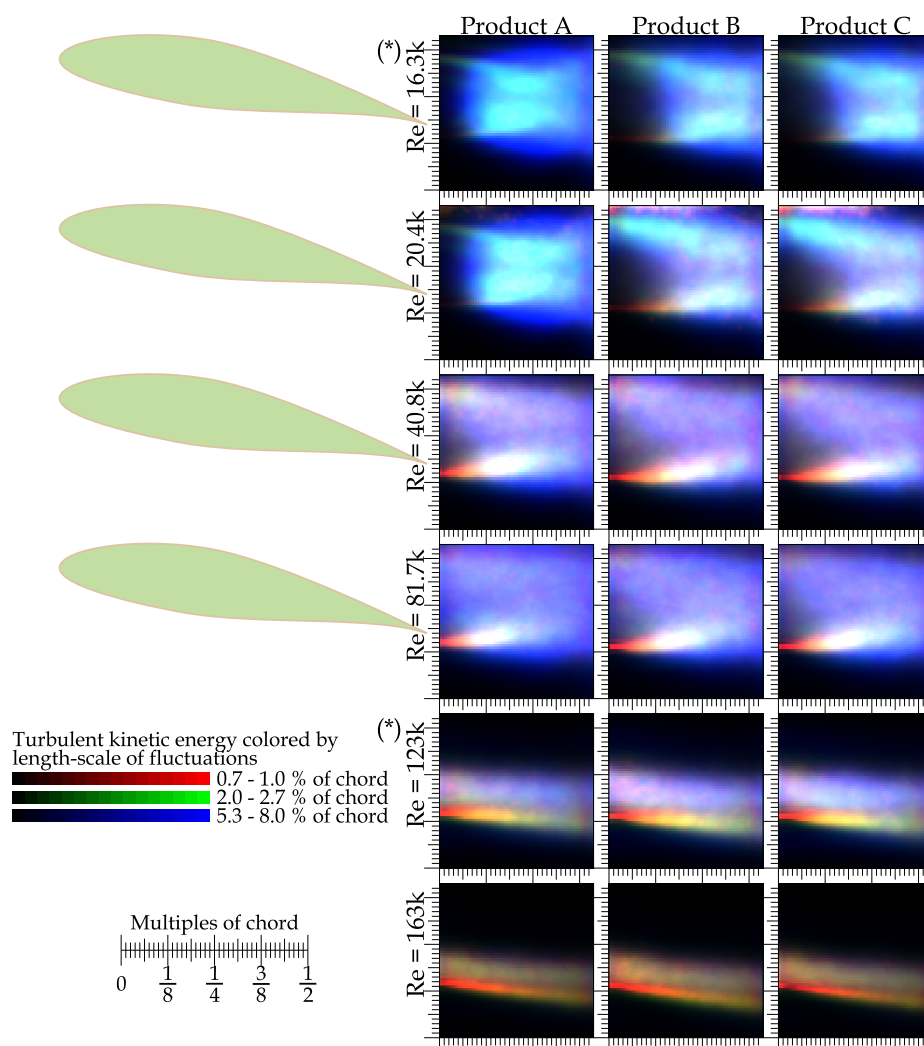 Product A Product B Product C
(*) Re = 16.3k
Re = 20.4k
Re = 40.8k
Re = 81.7k
(*) Re = 123k
Turbulent kinetic energy colored by
length-scale of fluctuations
0.7 - 1.0 % of chord
2.0 - 2.7 % of chord
5.3 - 8.0 % of chord
Re = 163k
Multiples of chord
0 1/8 1/4 3/8 1/2